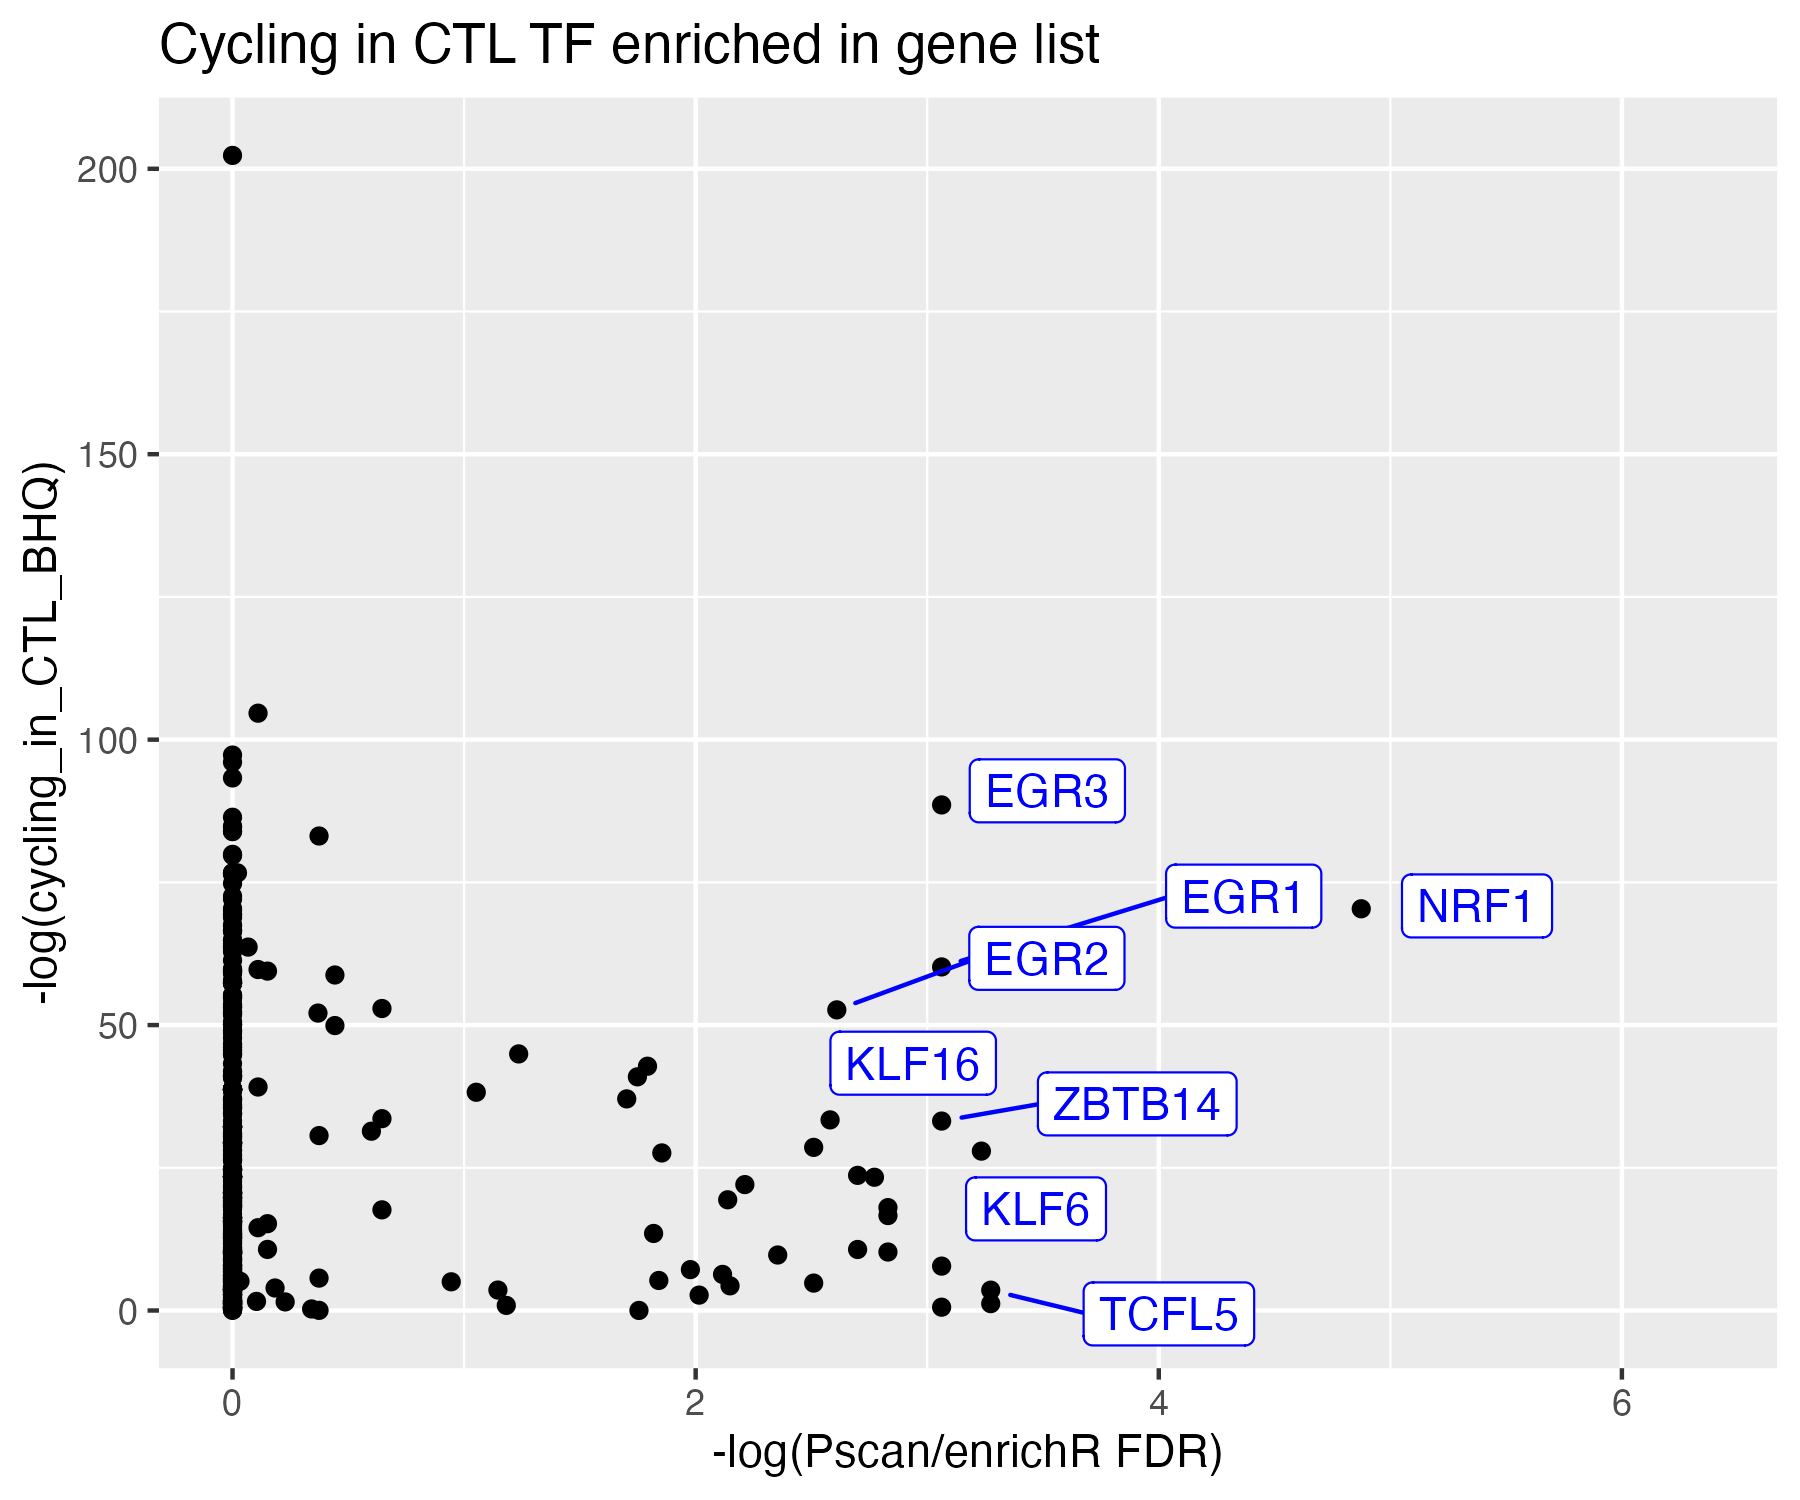 Cycling in CTL TF enriched in gene list
-log(cycling_in_CTL_BHQ)
200
150
100
50
0
EGR3
EGR1
NRF1
EGR2
KLF16
ZBTB14
KLF6
TCFL5
0
2
4
6
-log(Pscan/enrichR FDR)